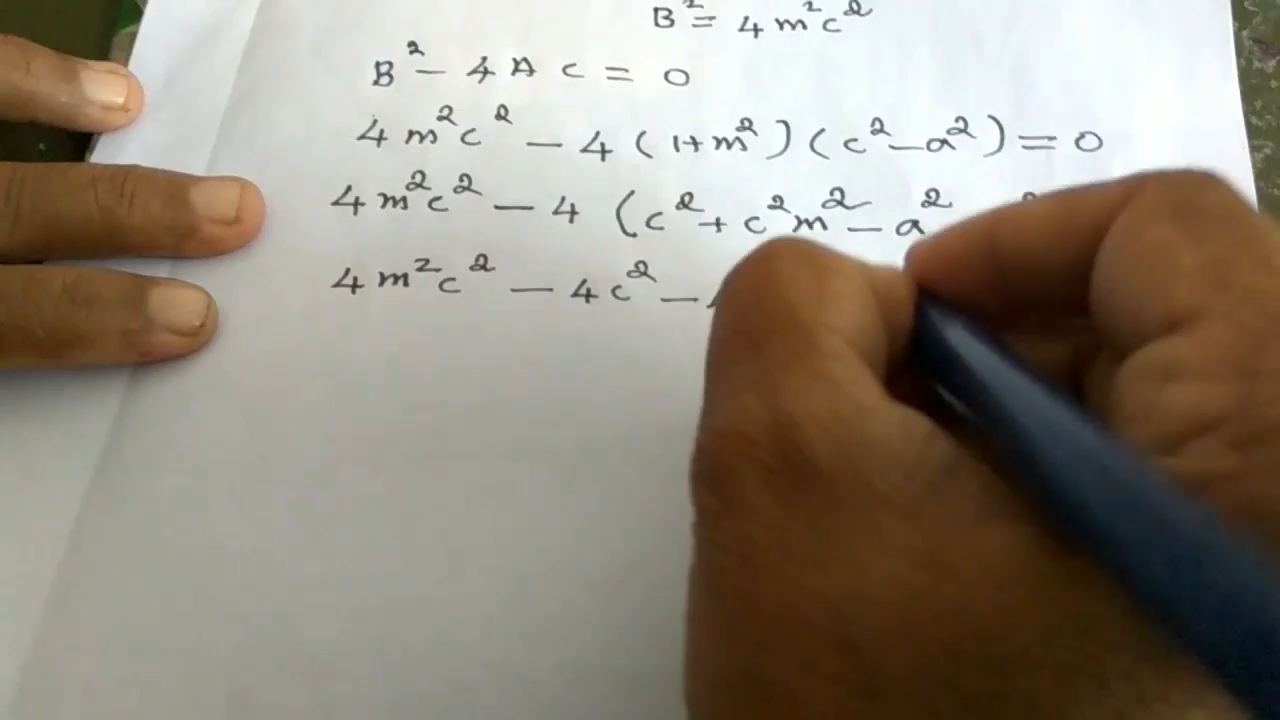 B² = 4m²c²
B² - 4AC = 0
4m²c² - 4(1+m²)(c²-a²) = 0
4m²c² - 4(c² + c²m² - a²
4m²c² - 4c² -